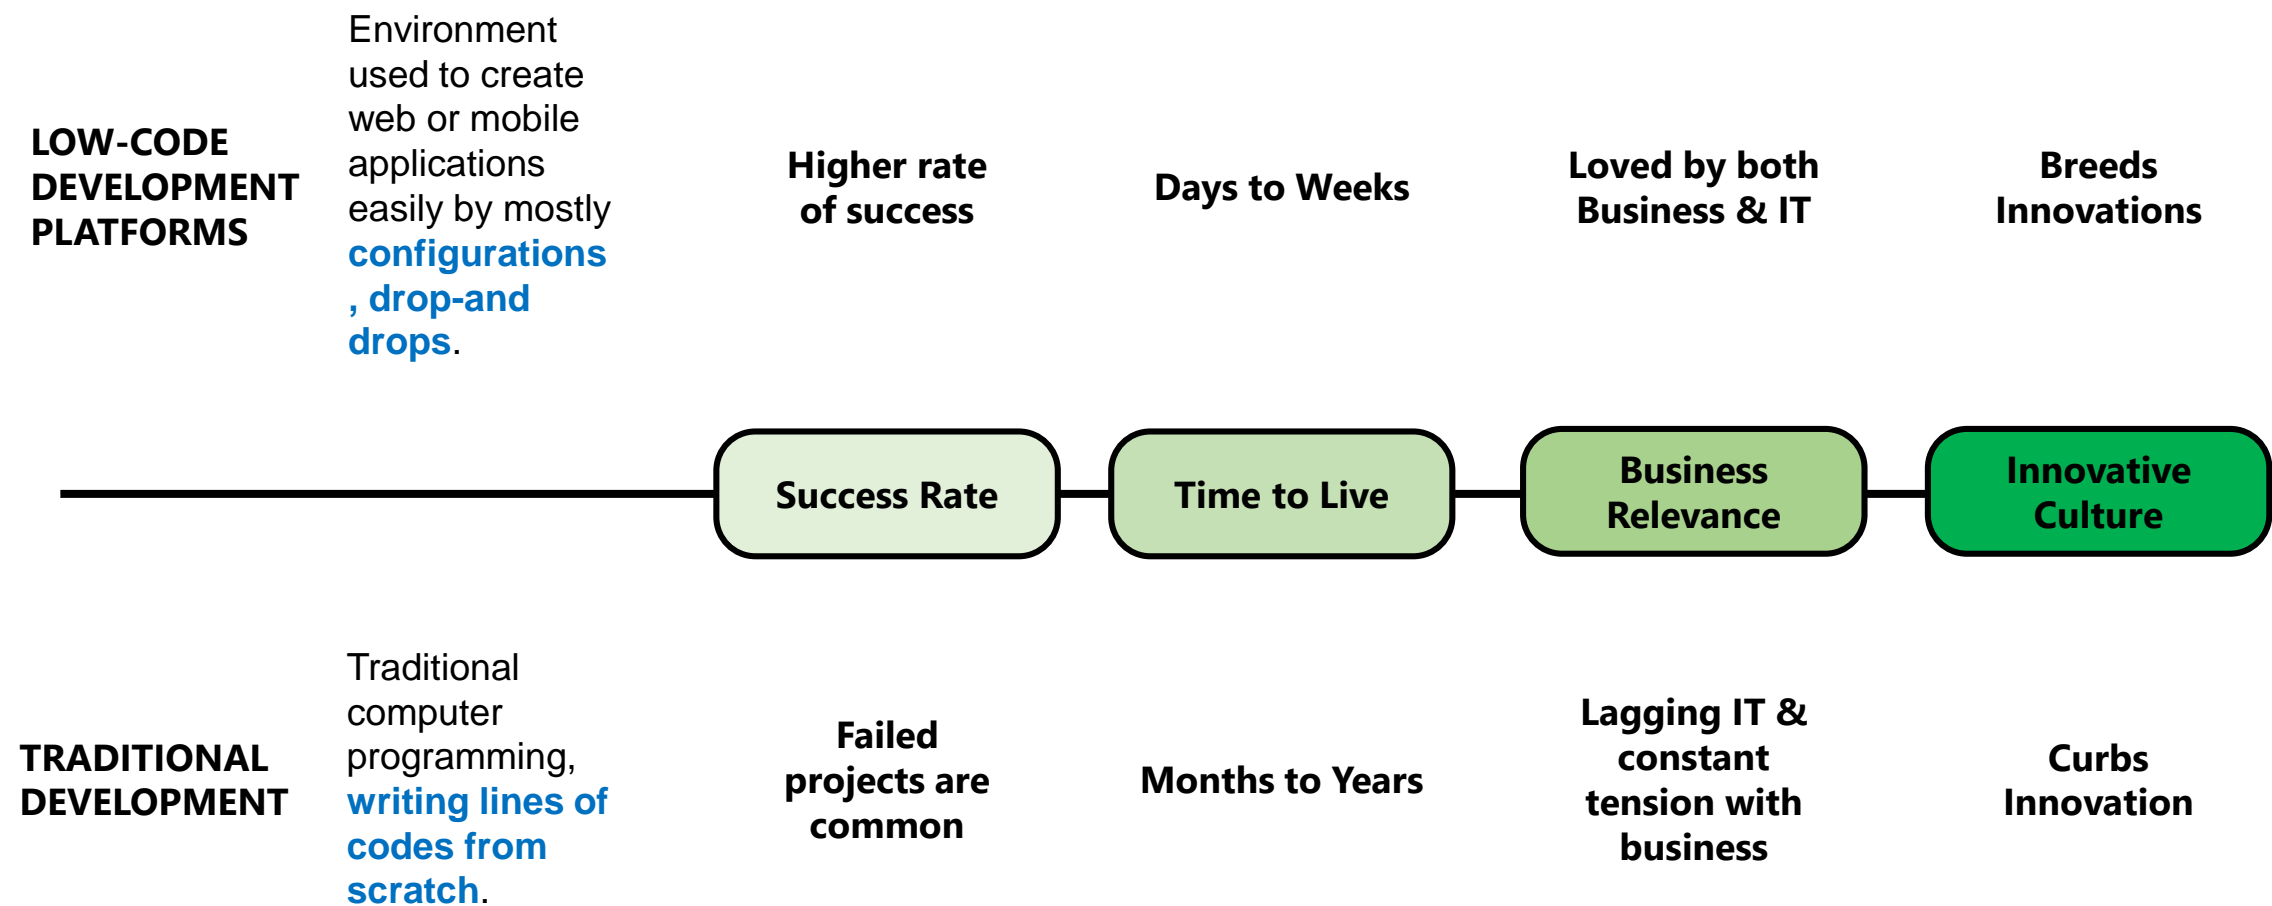 LOW-CODE
DEVELOPMENT
PLATFORMS
Environment
used to create
web or mobile
applications
easily by mostly
configurations
, drop-and
drops.
Higher rate
of success
Days to Weeks
Loved by both
Business & IT
Breeds
Innovations
Success Rate
Time to Live
Business
Relevance
Innovative
Culture
TRADITIONAL
DEVELOPMENT
Traditional
computer
programming,
writing lines of
codes from
scratch.
Failed
projects are
common
Months to Years
Lagging IT &
constant
tension with
business
Curbs
Innovation